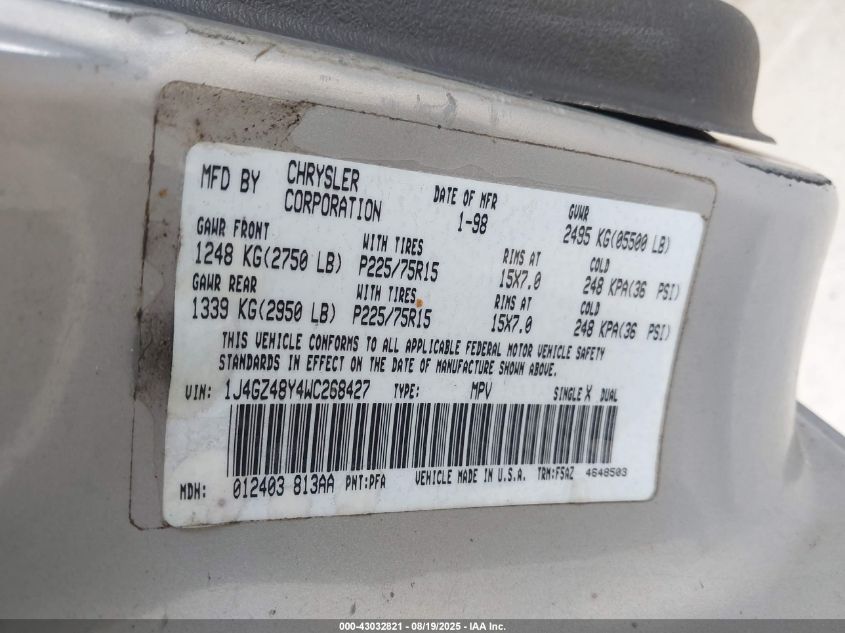 MFD BY CHRYSLER CORPORATION DATE OF MFR 1-98 GVWR 2495 KG(05500 LB)
GAWR FRONT WITH TIRES RIMS AT COLD
1248 KG(2750 LB) P225/75R15 15X7.0 248 KPA(36 PSI)
GAWR REAR WITH TIRES RIMS AT COLD
1339 KG(2950 LB) P225/75R15 15X7.0 248 KPA(36 PSI)
THIS VEHICLE CONFORMS TO ALL APPLICABLE FEDERAL MOTOR VEHICLE SAFETY
STANDARDS IN EFFECT ON THE DATE OF MANUFACTURE SHOWN ABOVE.
VIN: 1J4GZ48Y4WC268427 TYPE: MPV SINGLE X DUAL
MDH: 012403 813AA PNT:PFA VEHICLE MADE IN U.S.A. TRM:F5AZ 4648503
000-43032821 - 08/19/2025 - IAA Inc.